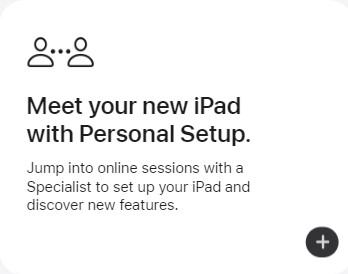 Meet your new iPad
with Personal Setup.
Jump into online sessions with a
Specialist to set up your iPad and
discover new features.